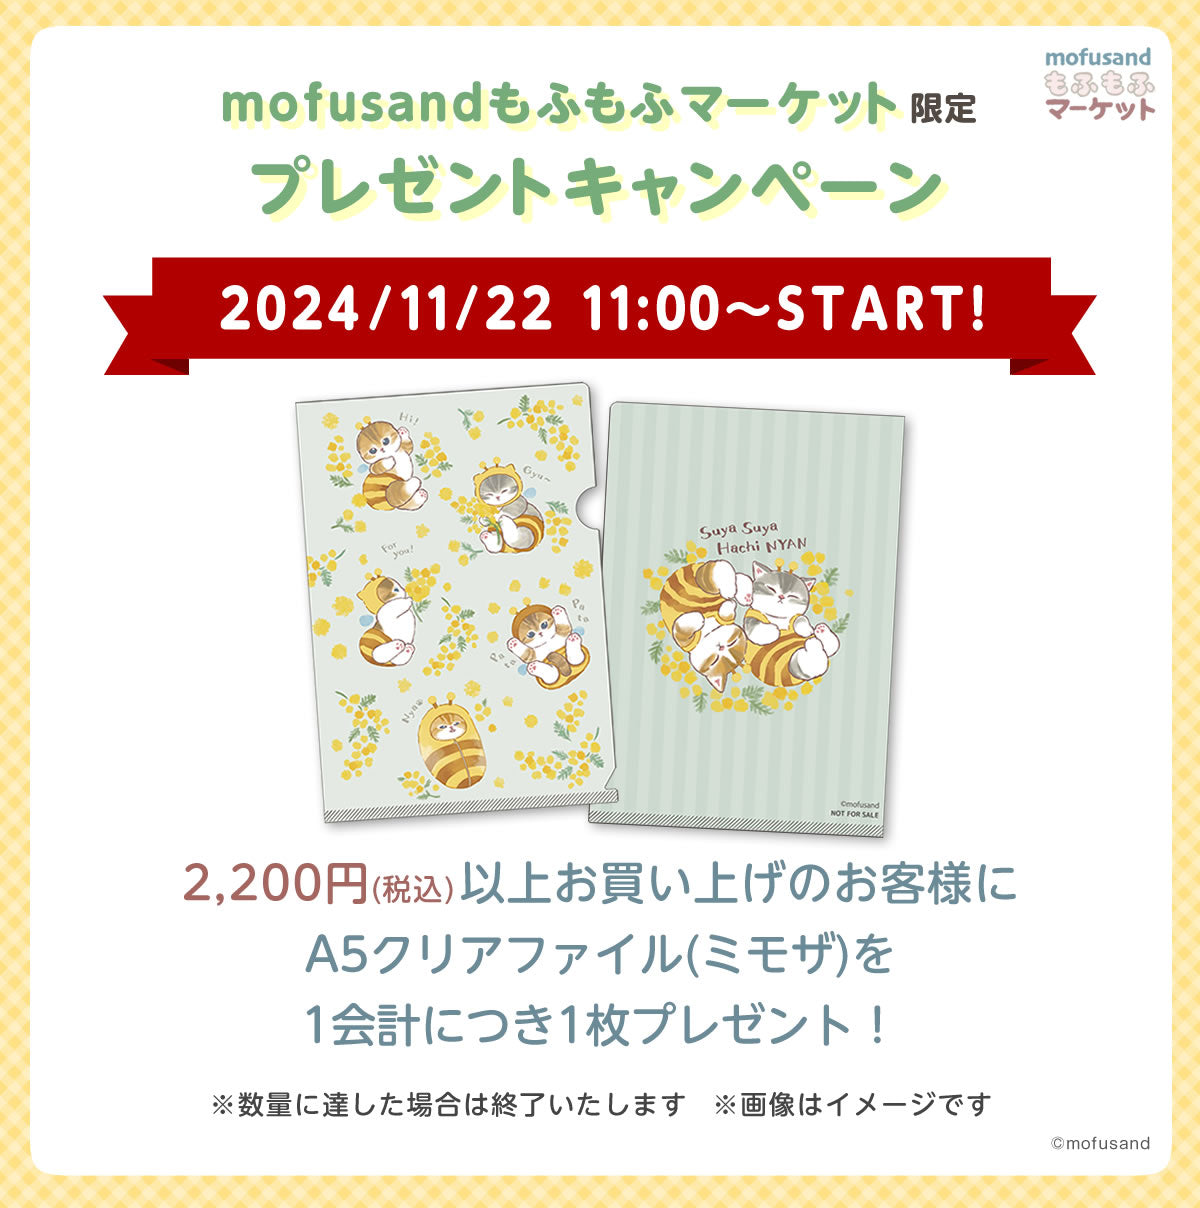 mofusand
もふもふ
マーケット
mofusandもふもふマーケット 限定
プレゼントキャンペーン
2024/11/22 11:00～START!
Hi!
Gyu~
For
you!
Pa
ta
Pa
ta
Nya
Suya Suya
Hachi NYAN
©mofusand
NOT FOR SALE
2,200円(税込)以上お買い上げのお客様に
A5クリアファイル(ミモザ)を
1会計につき1枚プレゼント！
※数量に達した場合は終了いたします ※画像はイメージです
©mofusand